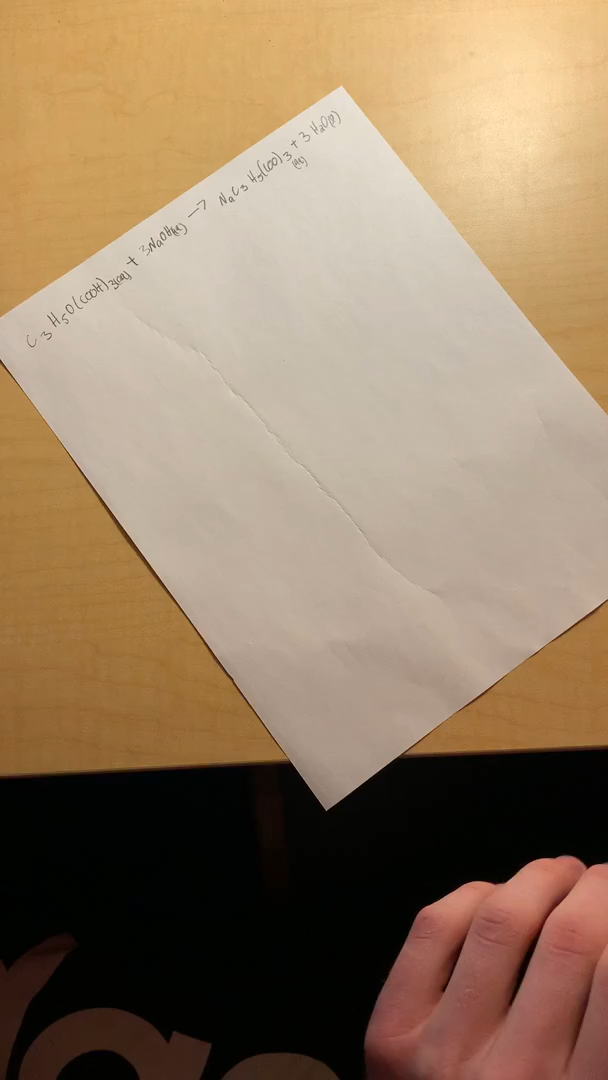 C₃H₅O(COOH)₃(aq) + 3NaOH(aq) → NaC₃H₅(COO)₃(aq) + 3H₂O(l)